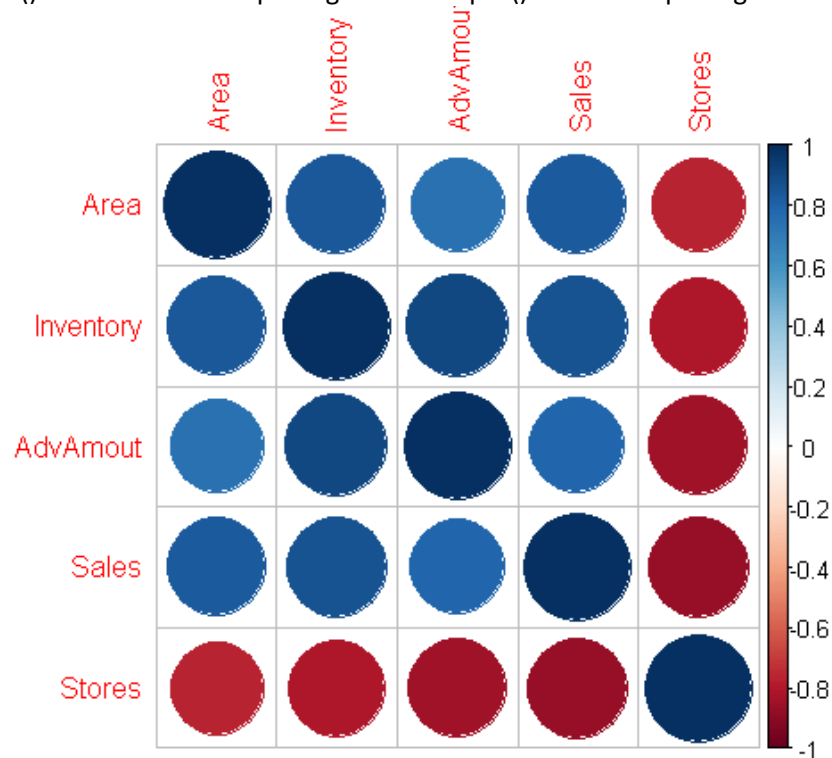 Area
Inventory
AdvAmou
Sales
Stores
Area
Inventory
AdvAmout
Sales
Stores
1
0.8
0.6
0.4
0.2
0
-0.2
-0.4
-0.6
-0.8
-1